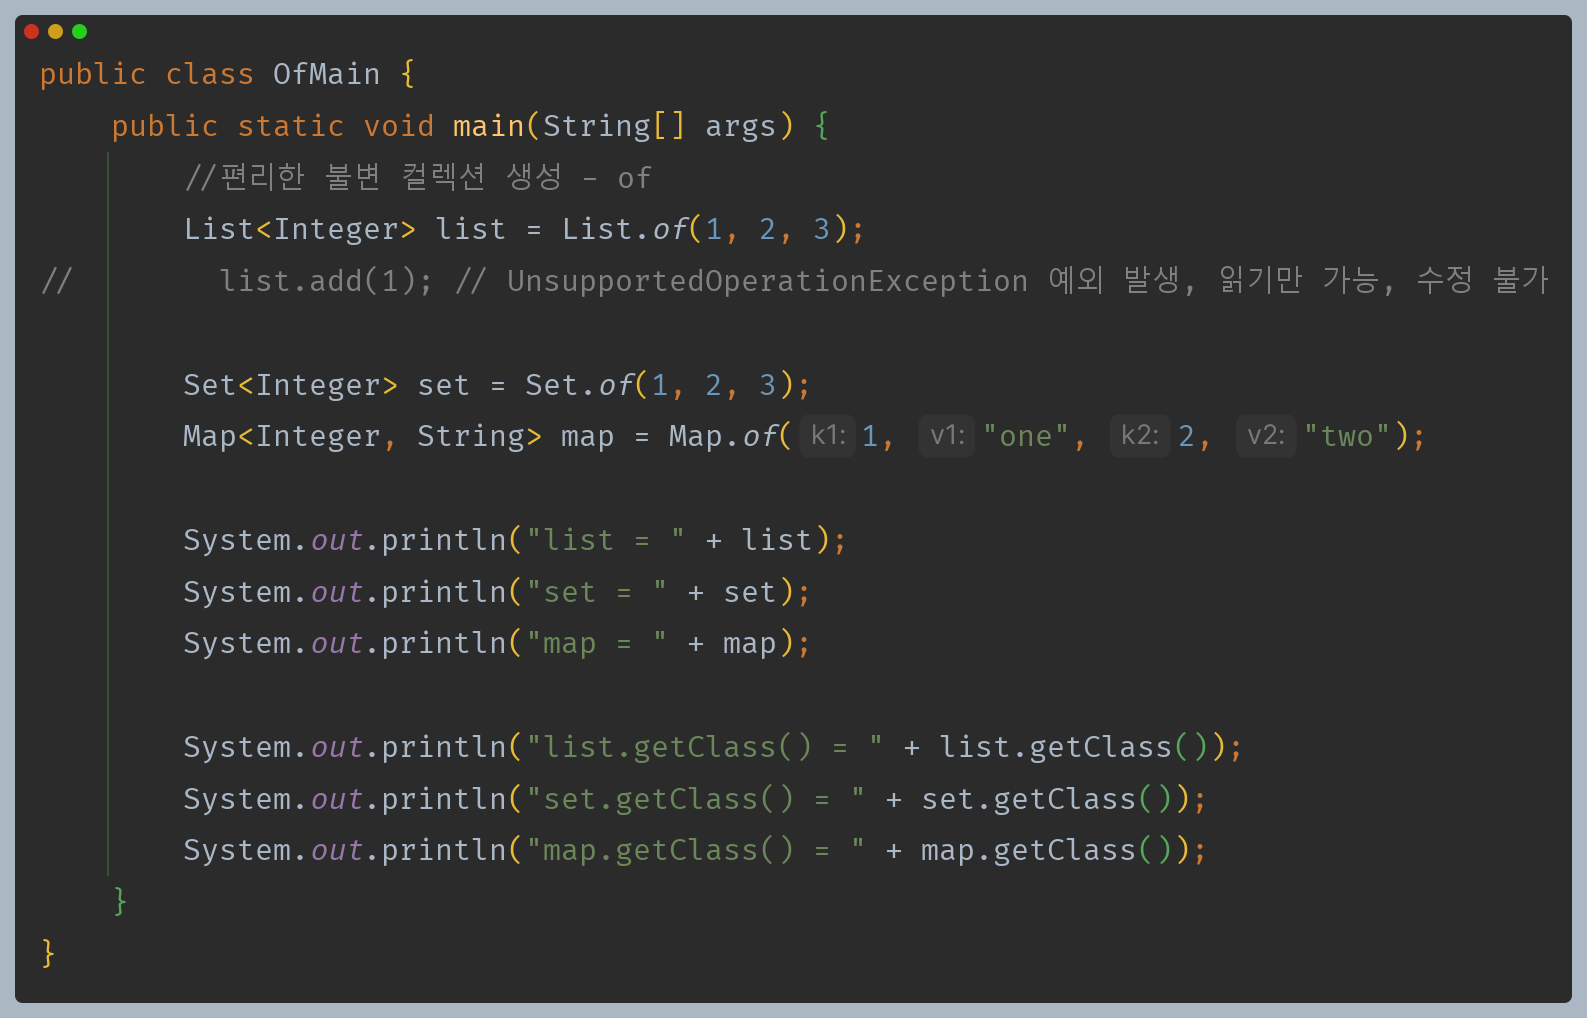 public class OfMain {
    public static void main(String[] args) {
        //편리한 불변 컬렉션 생성 - of
        List<Integer> list = List.of(1, 2, 3);
//        list.add(1); // UnsupportedOperationException 예외 발생, 읽기만 가능, 수정 불가
        Set<Integer> set = Set.of(1, 2, 3);
        Map<Integer, String> map = Map.of( k1: 1, v1: "one", k2: 2, v2: "two");
        System.out.println("list = " + list);
        System.out.println("set = " + set);
        System.out.println("map = " + map);
        System.out.println("list.getClass() = " + list.getClass());
        System.out.println("set.getClass() = " + set.getClass());
        System.out.println("map.getClass() = " + map.getClass());
    }
}